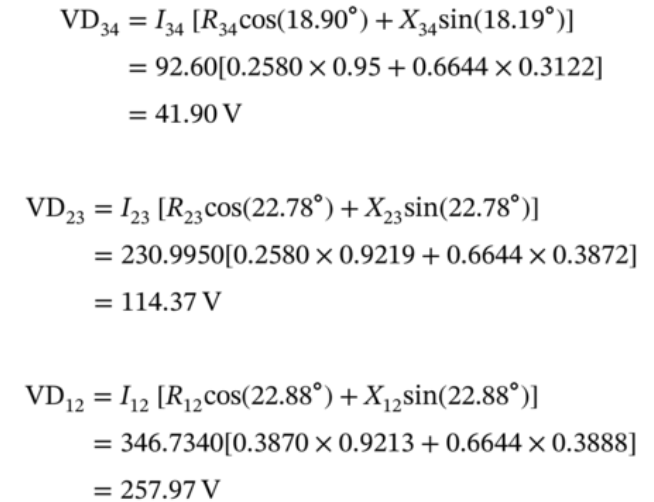 VD₃₄ = I₃₄ [R₃₄cos(18.90°) + X₃₄sin(18.19°)]
= 92.60[0.2580 × 0.95 + 0.6644 × 0.3122]
= 41.90 V
VD₂₃ = I₂₃ [R₂₃cos(22.78°) + X₂₃sin(22.78°)]
= 230.9950[0.2580 × 0.9219 + 0.6644 × 0.3872]
= 114.37 V
VD₁₂ = I₁₂ [R₁₂cos(22.88°) + X₁₂sin(22.88°)]
= 346.7340[0.3870 × 0.9213 + 0.6644 × 0.3888]
= 257.97 V